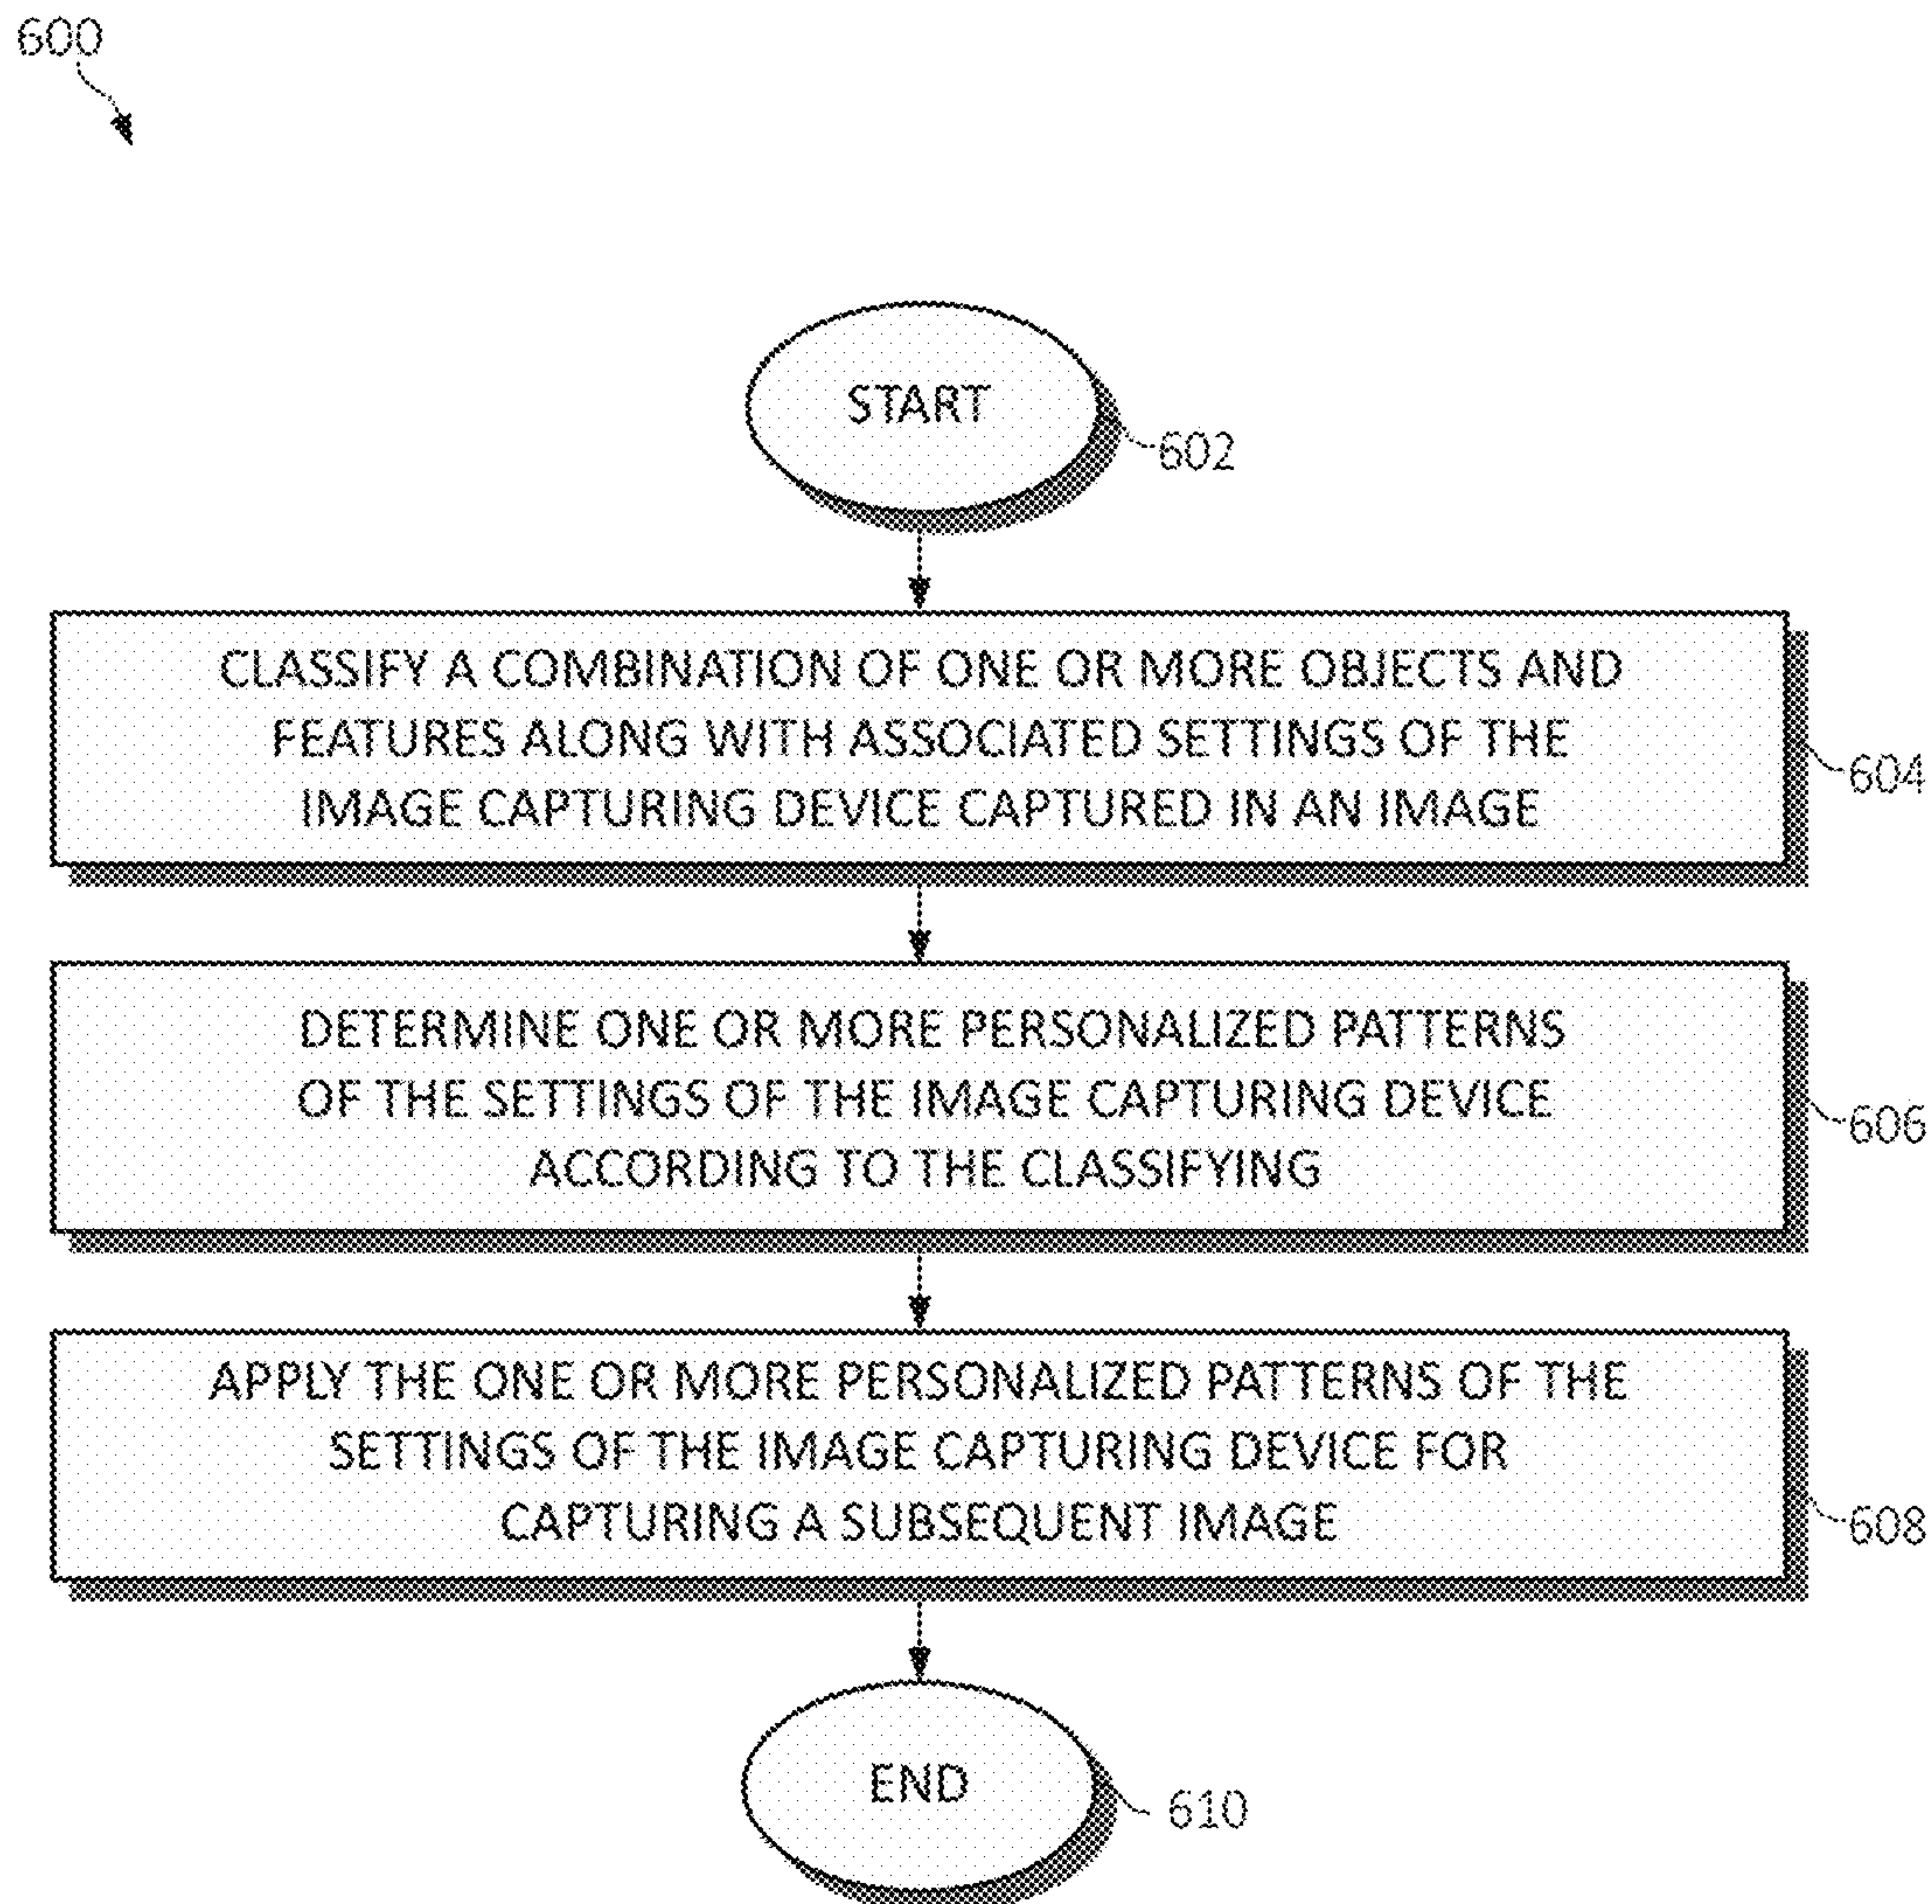 600
START
602
CLASSIFY A COMBINATION OF ONE OR MORE OBJECTS AND
FEATURES ALONG WITH ASSOCIATED SETTINGS OF THE
IMAGE CAPTURING DEVICE CAPTURED IN AN IMAGE
604
DETERMINE ONE OR MORE PERSONALIZED PATTERNS
OF THE SETTINGS OF THE IMAGE CAPTURING DEVICE
ACCORDING TO THE CLASSIFYING
606
APPLY THE ONE OR MORE PERSONALIZED PATTERNS OF THE
SETTINGS OF THE IMAGE CAPTURING DEVICE FOR
CAPTURING A SUBSEQUENT IMAGE
608
END
610